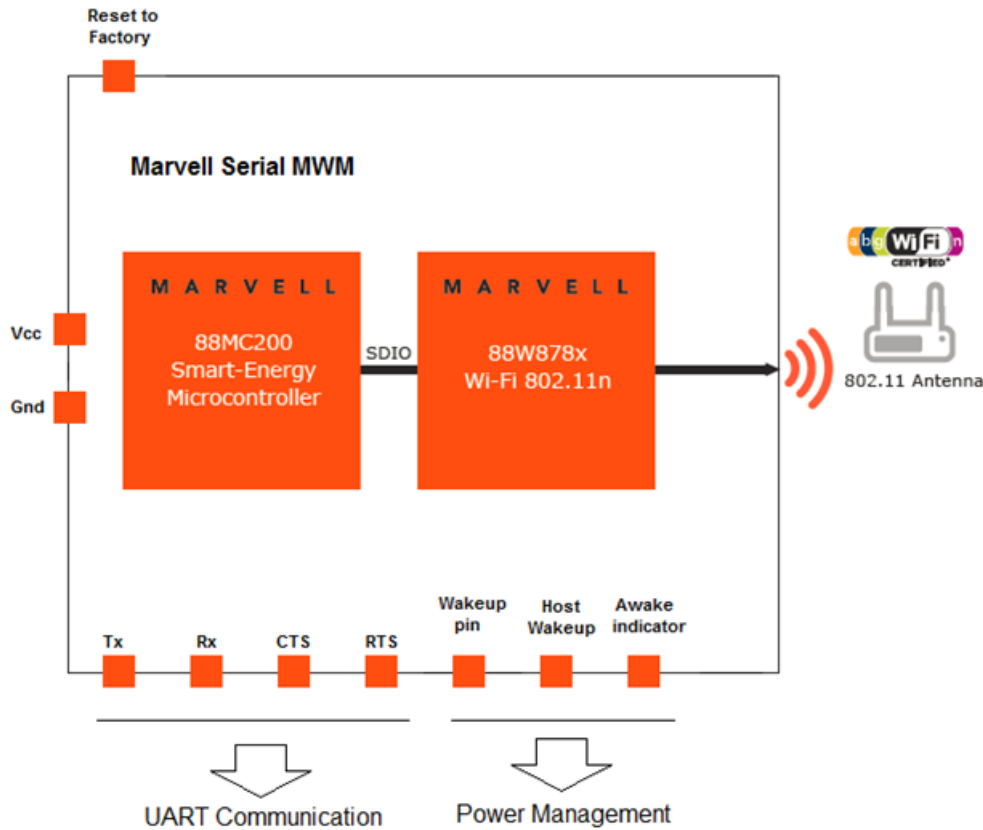 Reset to
Factory
Marvell Serial MWM
MARVELL
88MC200
Smart-Energy
Microcontroller
SDIO
MARVELL
88W878x
Wi-Fi 802.11n
a b g Wi Fi n
CERTIFIED
802.11 Antenna
Vcc
Gnd
Tx
Rx
CTS
RTS
Wakeup
pin
Host
Wakeup
Awake
indicator
UART Communication
Power Management